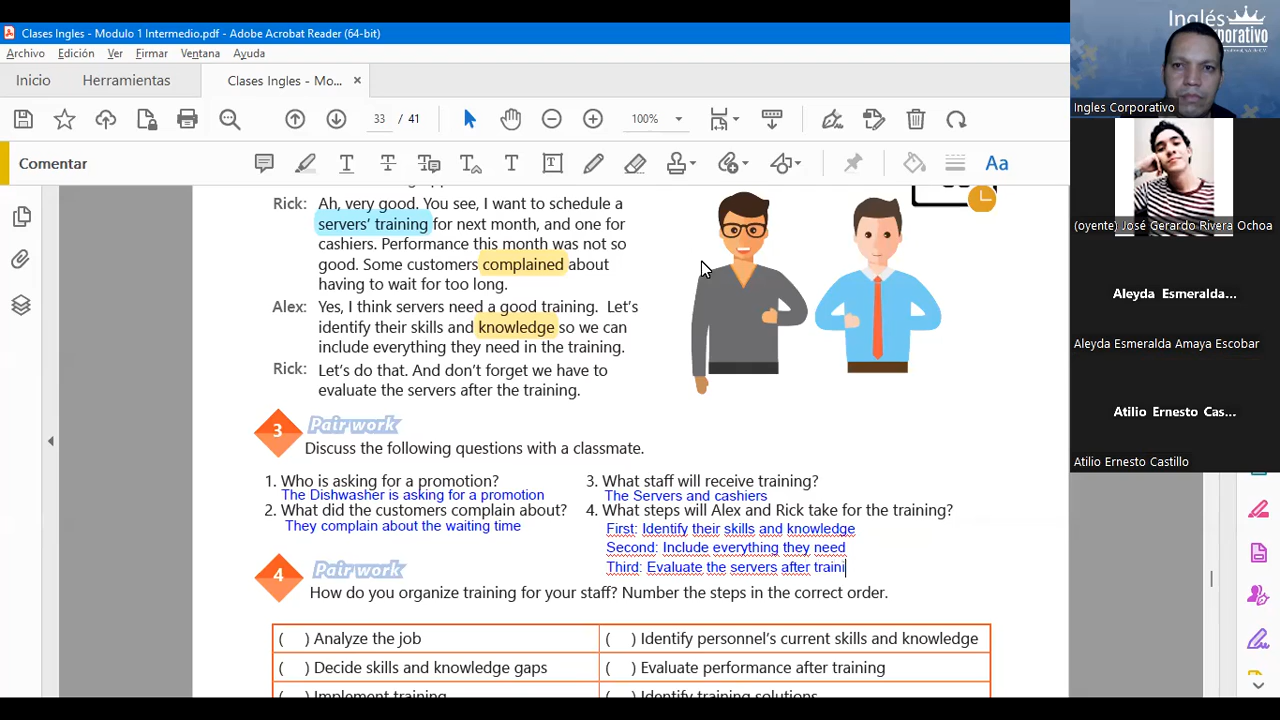 Clases Ingles - Modulo 1 Intermedio.pdf - Adobe Acrobat Reader (64-bit)
Archivo Edición Ver Firmar Ventana Ayuda
Inicio Herramientas Clases Ingles - Mo... ×
33 / 41 100%
Comentar Aa
Rick: Ah, very good. You see, I want to schedule a
servers' training for next month, and one for
cashiers. Performance this month was not so
good. Some customers complained about
having to wait for too long.
Alex: Yes, I think servers need a good training. Let's
identify their skills and knowledge so we can
include everything they need in the training.
Rick: Let's do that. And don't forget we have to
evaluate the servers after the training.
3 Pair work
Discuss the following questions with a classmate.
1. Who is asking for a promotion?
The Dishwasher is asking for a promotion
2. What did the customers complain about?
They complain about the waiting time
3. What staff will receive training?
The Servers and cashiers
4. What steps will Alex and Rick take for the training?
First: Identify their skills and knowledge
Second: Include everything they need
Third: Evaluate the servers after traini
4 Pair work
How do you organize training for your staff? Number the steps in the correct order.
( ) Analyze the job ( ) Identify personnel's current skills and knowledge
( ) Decide skills and knowledge gaps ( ) Evaluate performance after training
( ) Implement training ( ) Identify training solutions
Inglés
Ingles Corporativo
(oyente) José Gerardo Rivera Ochoa
Aleyda Esmeralda...
Aleyda Esmeralda Amaya Escobar
Atilio Ernesto Cas...
Atilio Ernesto Castillo